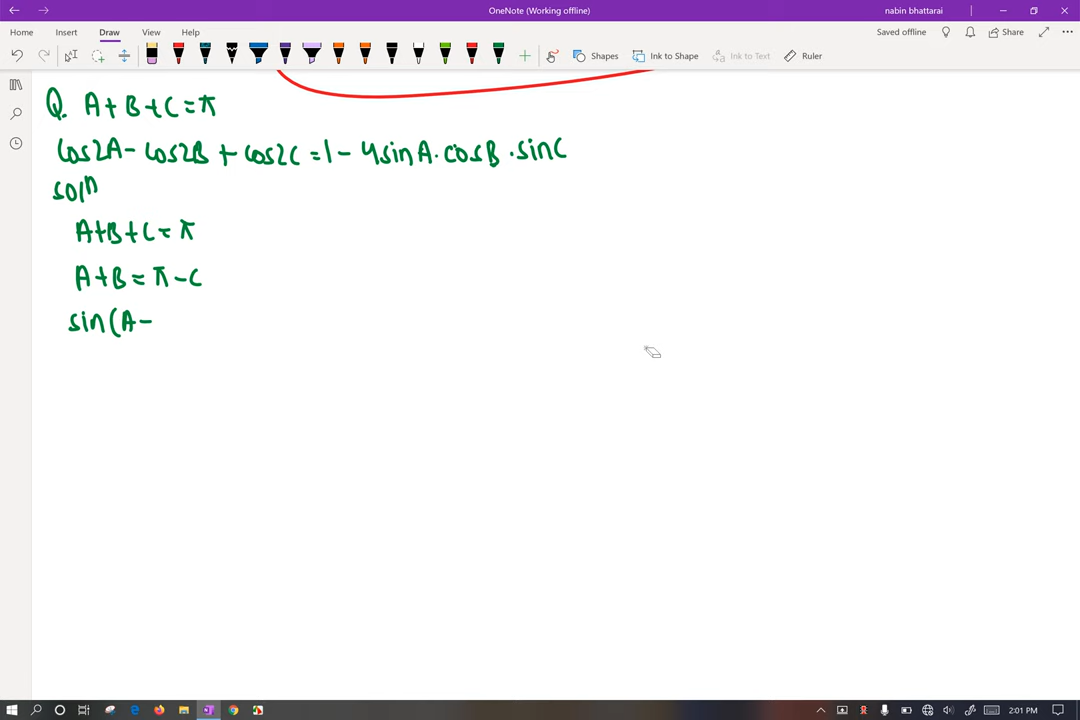 OneNote (Working offline)
nabin bhattarai
Home Insert Draw View Help
Saved offline
Share
Shapes
Ink to Shape
Ink to Text
Ruler
Q. A+B+C=π
cos2A-cos2B+cos2C=1-4sinA.cosB.sinC
solⁿ
A+B+C=π
A+B=π-C
sin(A-
2:01 PM